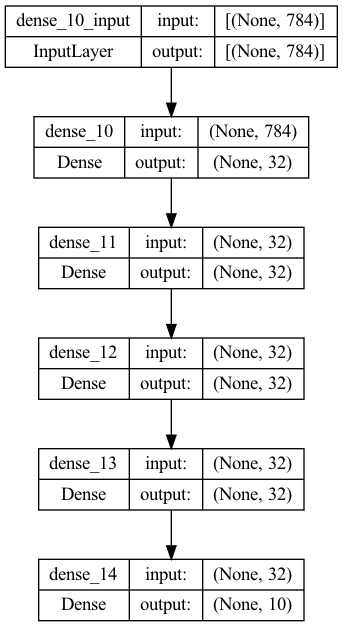 dense_10_input input: [(None, 784)]
InputLayer output: [(None, 784)]
dense_10 input: (None, 784)
Dense output: (None, 32)
dense_11 input: (None, 32)
Dense output: (None, 32)
dense_12 input: (None, 32)
Dense output: (None, 32)
dense_13 input: (None, 32)
Dense output: (None, 32)
dense_14 input: (None, 32)
Dense output: (None, 10)